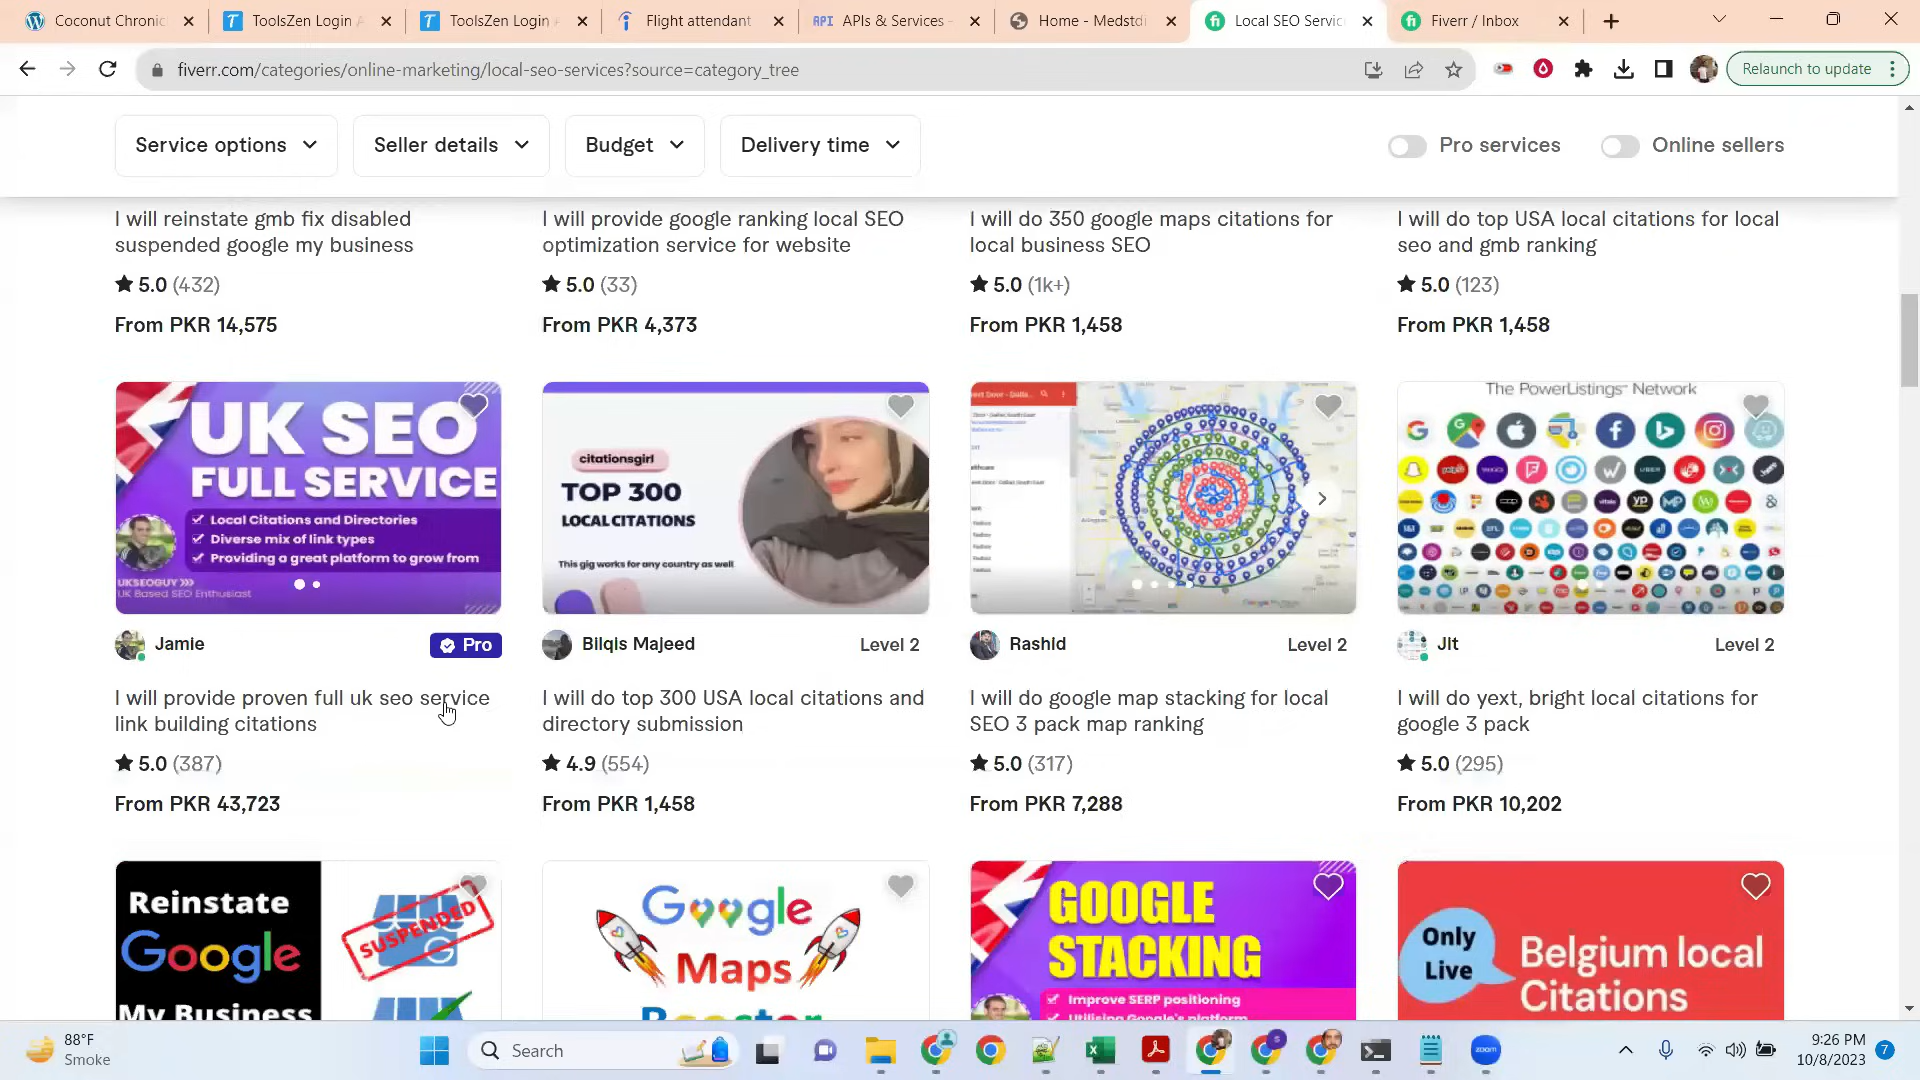 Coconut Chronic
ToolsZen Login
ToolsZen Login
Flight attendant
API
APIs & Services -
Home - Medstdi
Local SEO Servic
Fiverr / Inbox
fiverr.com/categories/online-marketing/local-seo-services?source=category_tree
Relaunch to update
Service options
Seller details
Budget
Delivery time
Pro services
Online sellers
I will reinstate gmb fix disabled
suspended google my business
5.0 (432)
From PKR 14,575
I will provide google ranking local SEO
optimization service for website
5.0 (33)
From PKR 4,373
I will do 350 google maps citations for
local business SEO
5.0 (1k+)
From PKR 1,458
I will do top USA local citations for local
seo and gmb ranking
5.0 (123)
From PKR 1,458
UK SEO
FULL SERVICE
Local Citations and Directories
Diverse mix of link types
Providing a great platform to grow from
UKSEOGUY >>>
UK Based SEO Enthusiast
Jamie
Pro
I will provide proven full uk seo service
link building citations
5.0 (387)
From PKR 43,723
citationsgirl
TOP 300
LOCAL CITATIONS
This gig works for any country as well
Bilqis Majeed
Level 2
I will do top 300 USA local citations and
directory submission
4.9 (554)
From PKR 1,458
Rashid
Level 2
I will do google map stacking for local
SEO 3 pack map ranking
5.0 (317)
From PKR 7,288
The PowerListings™ Network
Jit
Level 2
I will do yext, bright local citations for
google 3 pack
5.0 (295)
From PKR 10,202
Reinstate
Google
My Business
SUSPENDED
Google
Maps
Booster
GOOGLE
STACKING
Improve SERP positioning
Utilising Google's platform
Only
Live
Belgium local
Citations
88°F
Smoke
Search
zoom
9:26 PM
10/8/2023
7